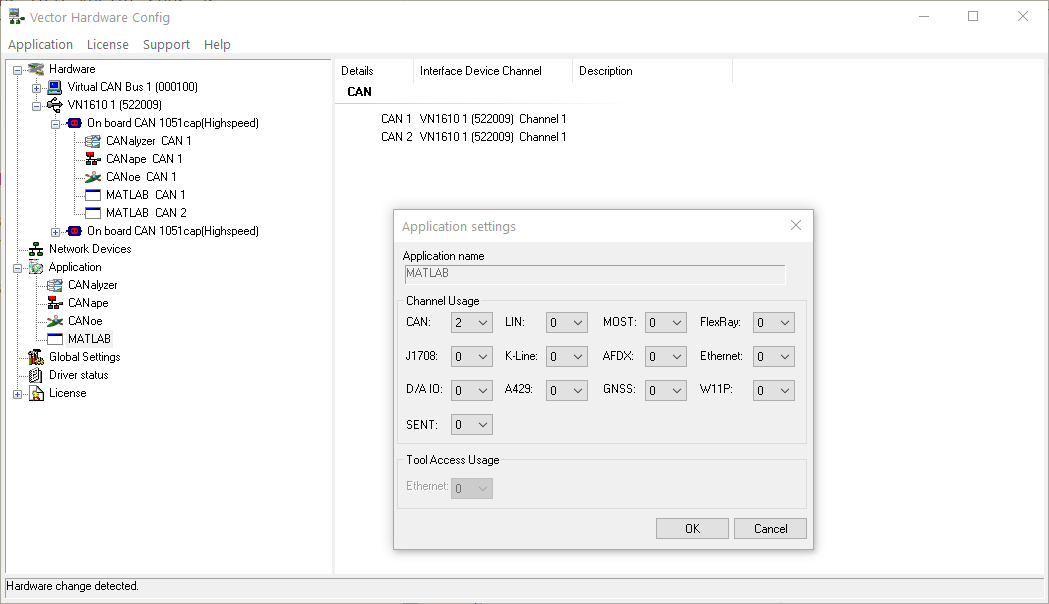 Vector Hardware Config
Application License Support Help
Hardware
Virtual CAN Bus 1 (000100)
VN1610 1 (522009)
On board CAN 1051cap(Highspeed)
CANalyzer CAN 1
CANape CAN 1
CANoe CAN 1
MATLAB CAN 1
MATLAB CAN 2
On board CAN 1051cap(Highspeed)
Network Devices
Application
CANalyzer
CANape
CANoe
MATLAB
Global Settings
Driver status
License
Details Interface Device Channel Description
CAN
CAN 1 VN1610 1 (522009) Channel 1
CAN 2 VN1610 1 (522009) Channel 1
Application settings
Application name
MATLAB
Channel Usage
CAN: 2 LIN: 0 MOST: 0 FlexRay: 0
J1708: 0 K-Line: 0 AFDX: 0 Ethernet: 0
D/A IO: 0 A429: 0 GNSS: 0 W11P: 0
SENT: 0
Tool Access Usage
Ethernet: 0
OK Cancel
Hardware change detected.